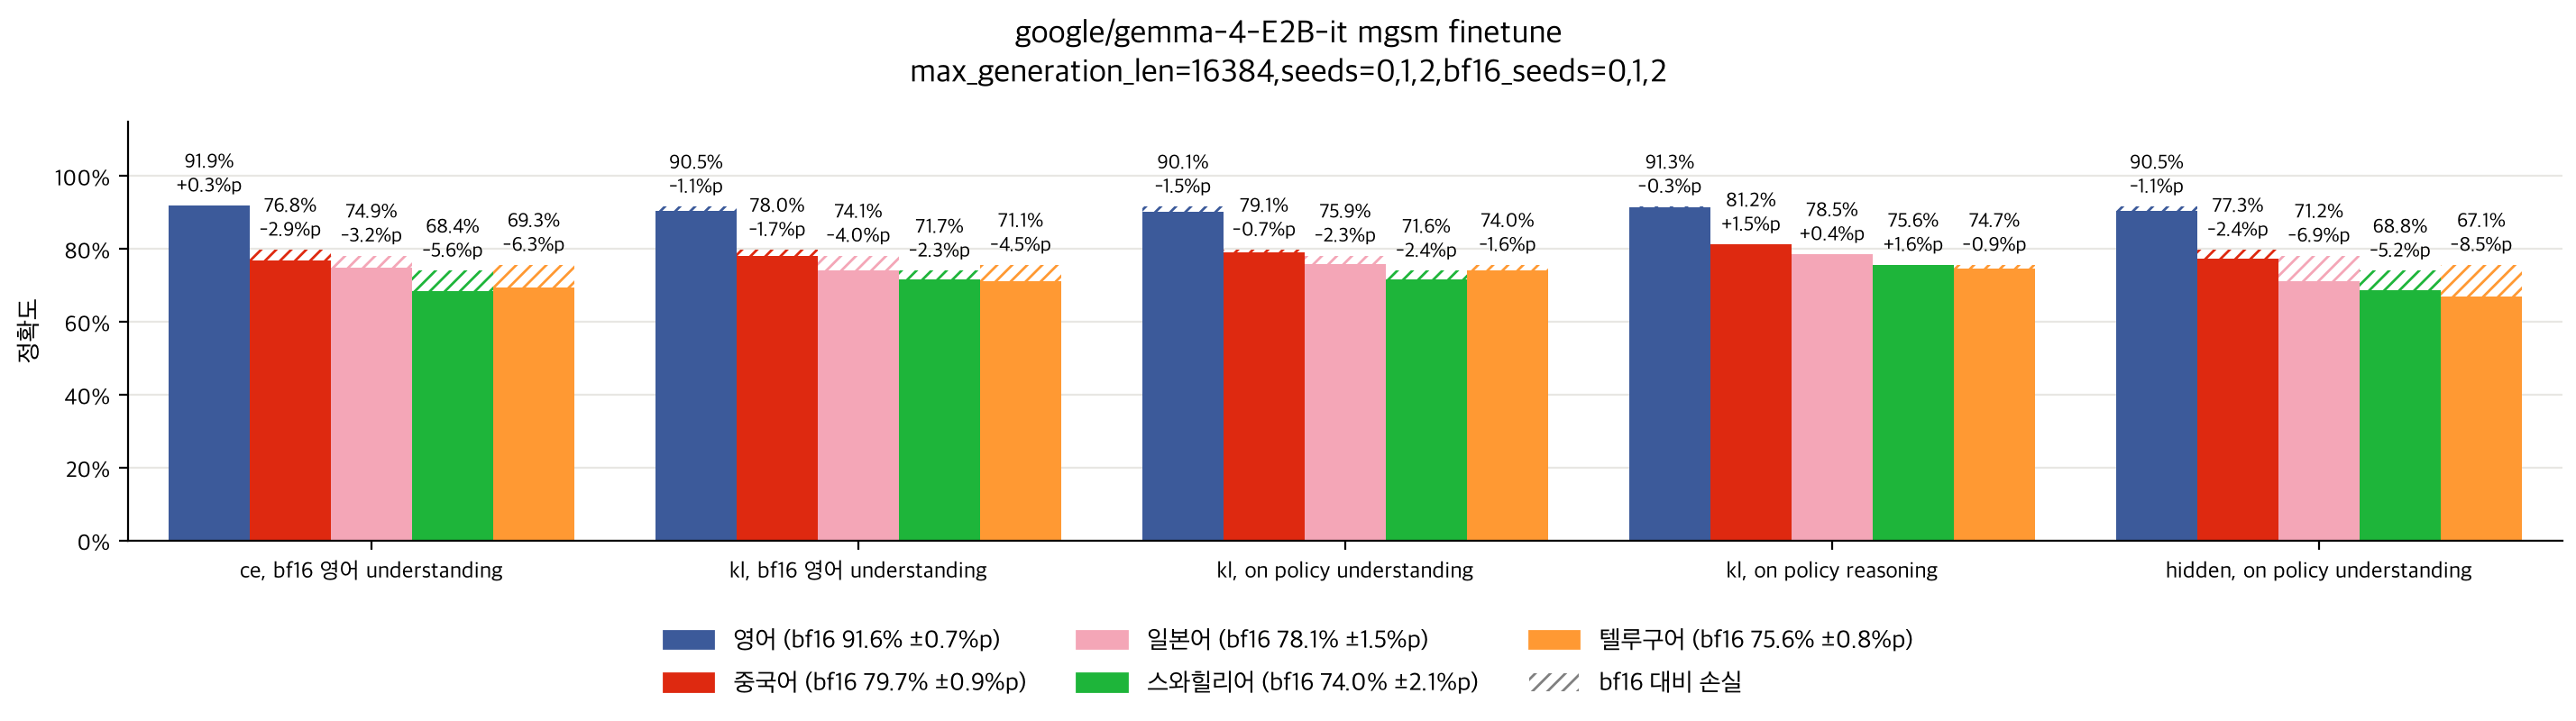 google/gemma-4-E2B-it mgsm finetune
max_generation_len=16384,seeds=0,1,2,bf16_seeds=0,1,2
정확도
100%
80%
60%
40%
20%
0%
91.9%
+0.3%p
76.8%
-2.9%p
74.9%
-3.2%p
68.4%
-5.6%p
69.3%
-6.3%p
90.5%
-1.1%p
78.0%
-1.7%p
74.1%
-4.0%p
71.7%
-2.3%p
71.1%
-4.5%p
90.1%
-1.5%p
79.1%
-0.7%p
75.9%
-2.3%p
71.6%
-2.4%p
74.0%
-1.6%p
91.3%
-0.3%p
81.2%
+1.5%p
78.5%
+0.4%p
75.6%
+1.6%p
74.7%
-0.9%p
90.5%
-1.1%p
77.3%
-2.4%p
71.2%
-6.9%p
68.8%
-5.2%p
67.1%
-8.5%p
ce, bf16 영어 understanding
kl, bf16 영어 understanding
kl, on policy understanding
kl, on policy reasoning
hidden, on policy understanding
영어 (bf16 91.6% ±0.7%p)
중국어 (bf16 79.7% ±0.9%p)
일본어 (bf16 78.1% ±1.5%p)
스와힐리어 (bf16 74.0% ±2.1%p)
텔루구어 (bf16 75.6% ±0.8%p)
bf16 대비 손실